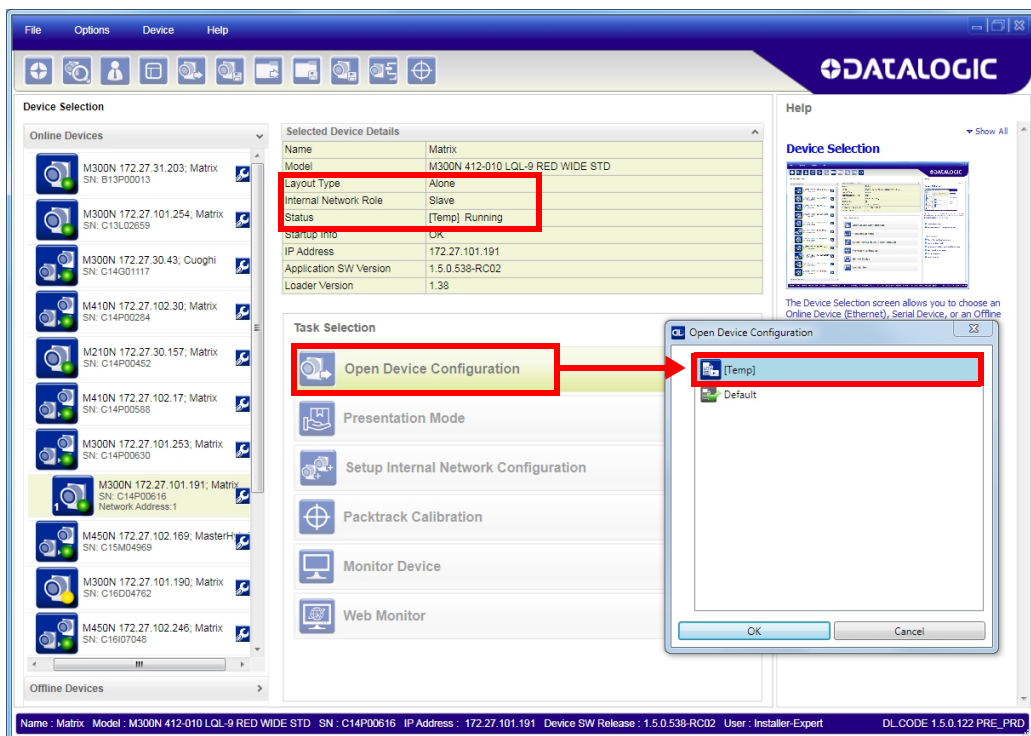 File Options Device Help
DATALOGIC
Device Selection
Online Devices
M300N 172.27.31.203; Matrix
SN: B13P00013
M300N 172.27.101.254; Matrix
SN: C13L02659
M300N 172.27.30.43; Cuoghi
SN: C14G01117
M410N 172.27.102.30; Matrix
SN: C14P00284
M210N 172.27.30.157; Matrix
SN: C14P00452
M410N 172.27.102.17; Matrix
SN: C14P00588
M300N 172.27.101.253; Matrix
SN: C14P00630
M300N 172.27.101.191; Matrix
SN: C14P00616
1 Network Address:1
M450N 172.27.102.169; MasterHy
SN: C15M04969
M300N 172.27.101.190; Matrix
SN: C16D04762
M450N 172.27.102.246; Matrix
SN: C16I07048
Offline Devices
Selected Device Details
Name Matrix
Model M300N 412-010 LQL-9 RED WIDE STD
Layout Type Alone
Internal Network Role Slave
Status [Temp] Running
Startup Info OK
IP Address 172.27.101.191
Application SW Version 1.5.0.538-RC02
Loader Version 1.38
Task Selection
Open Device Configuration
Presentation Mode
Setup Internal Network Configuration
Packtrack Calibration
Monitor Device
Web Monitor
Help
Show All
Device Selection
The Device Selection screen allows you to choose an
Online Device (Ethernet), Serial Device, or an Offline
Open Device Configuration
[Temp]
Default
OK Cancel
Name : Matrix Model : M300N 412-010 LQL-9 RED WIDE STD SN : C14P00616 IP Address : 172.27.101.191 Device SW Release : 1.5.0.538-RC02 User : Installer-Expert DL.CODE 1.5.0.122 PRE_PRD